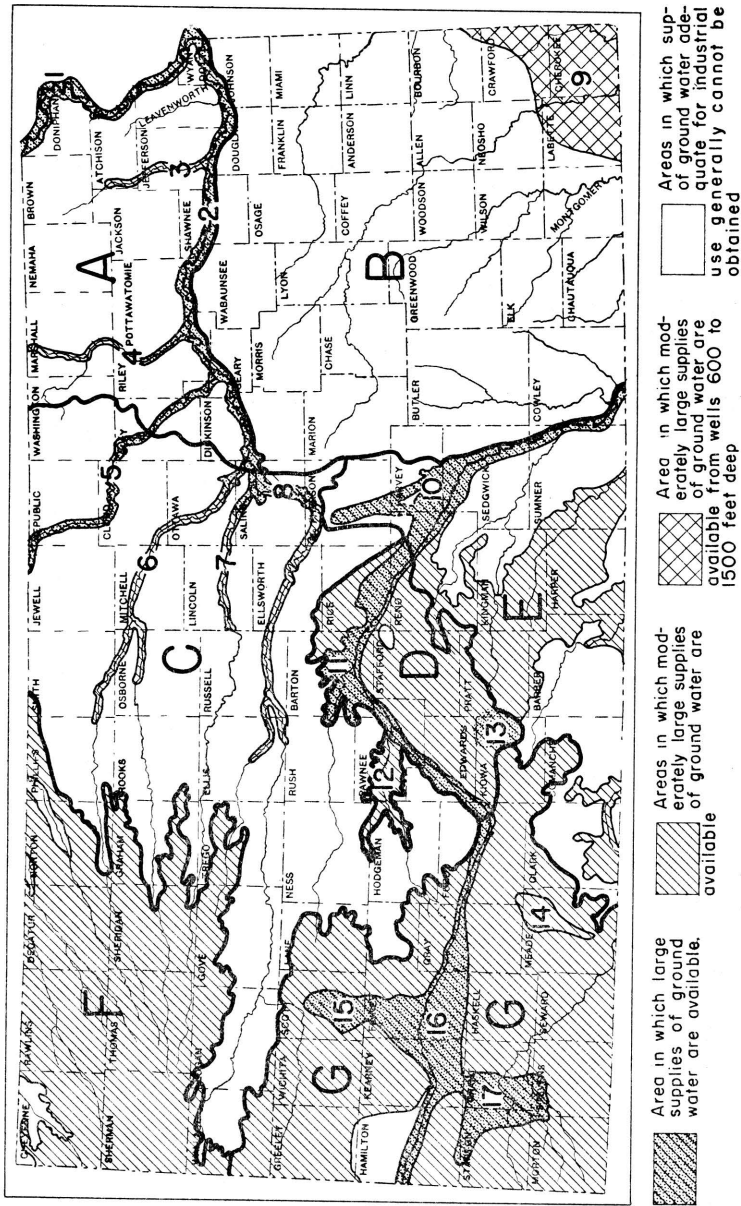 CHEYENNE
RAWLINS
DECATUR
NORTON
PHILLIPS
SMITH
JEWELL
REPUBLIC
WASHINGTON
MARSHALL
NEMAHA
BROWN
DONIPHAN
1
SHERMAN
THOMAS
F
SHERIDAN
GRAHAM
ROOKS
OSBORNE
MITCHELL
6
CLOUD
5
CLAY
RILEY
4
POTTAWATOMIE
A
JACKSON
ATCHISON
3
JEFFERSON
LEAVENWORTH
LOGAN
GOVE
TREGO
ELLIS
RUSSELL
C
LINCOLN
OTTAWA
7
SALINE
DICKINSON
GEARY
WABAUNSEE
SHAWNEE
2
DOUGLAS
JOHNSON
GREELEY
WICHITA
SCOTT
LANE
NESS
RUSH
BARTON
ELLSWORTH
8
MARION
MORRIS
CHASE
LYON
OSAGE
COFFEY
FRANKLIN
ANDERSON
MIAMI
LINN
HAMILTON
KEARNEY
G
15
FINNEY
HODGEMAN
12
PAWNEE
11
STAFFORD
RICE
RENO
HARVEY
10
BUTLER
GREENWOOD
B
WOODSON
ALLEN
BOURBON
GRAY
16
FORD
EDWARDS
D
PRATT
KINGMAN
SEDGWICK
ELK
WILSON
NEOSHO
CRAWFORD
STANTON
GRANT
17
HASKELL
G
KIOWA
13
E
MORTON
STEVENS
SEWARD
MEADE
14
CLARK
COMANCHE
BARBER
HARPER
SUMNER
COWLEY
CHAUTAUQUA
MONTGOMERY
LABETTE
CHEROKEE
9
Area in which large
supplies of ground
water are available.
Areas in which mod-
erately large supplies
of ground water are
available
Area in which mod-
erately large supplies
of ground water are
available from wells 600 to
1500 feet deep
Areas in which sup-
of ground water ade-
quate for industrial
use generally cannot be
obtained